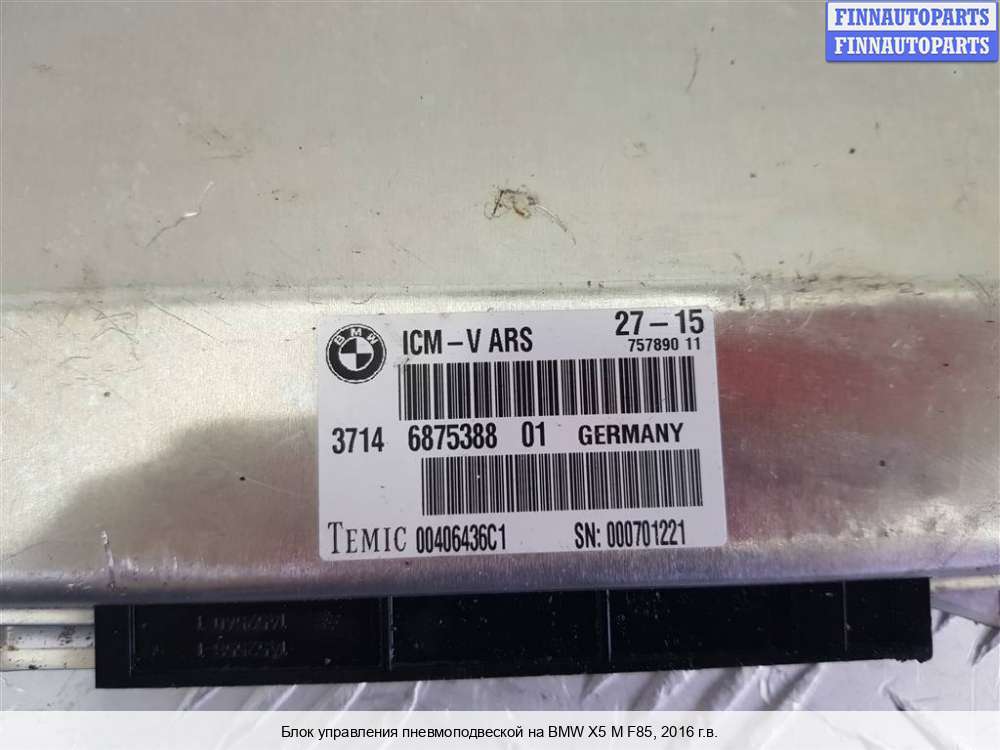 FINNAUTOPARTS
FINNAUTOPARTS
BMW
ICM – V ARS
27 – 15
757890 11
3714 6875388 01 GERMANY
TEMIC 00406436C1 SN: 000701221
Блок управления пневмоподвеской на BMW X5 M F85, 2016 г.в.